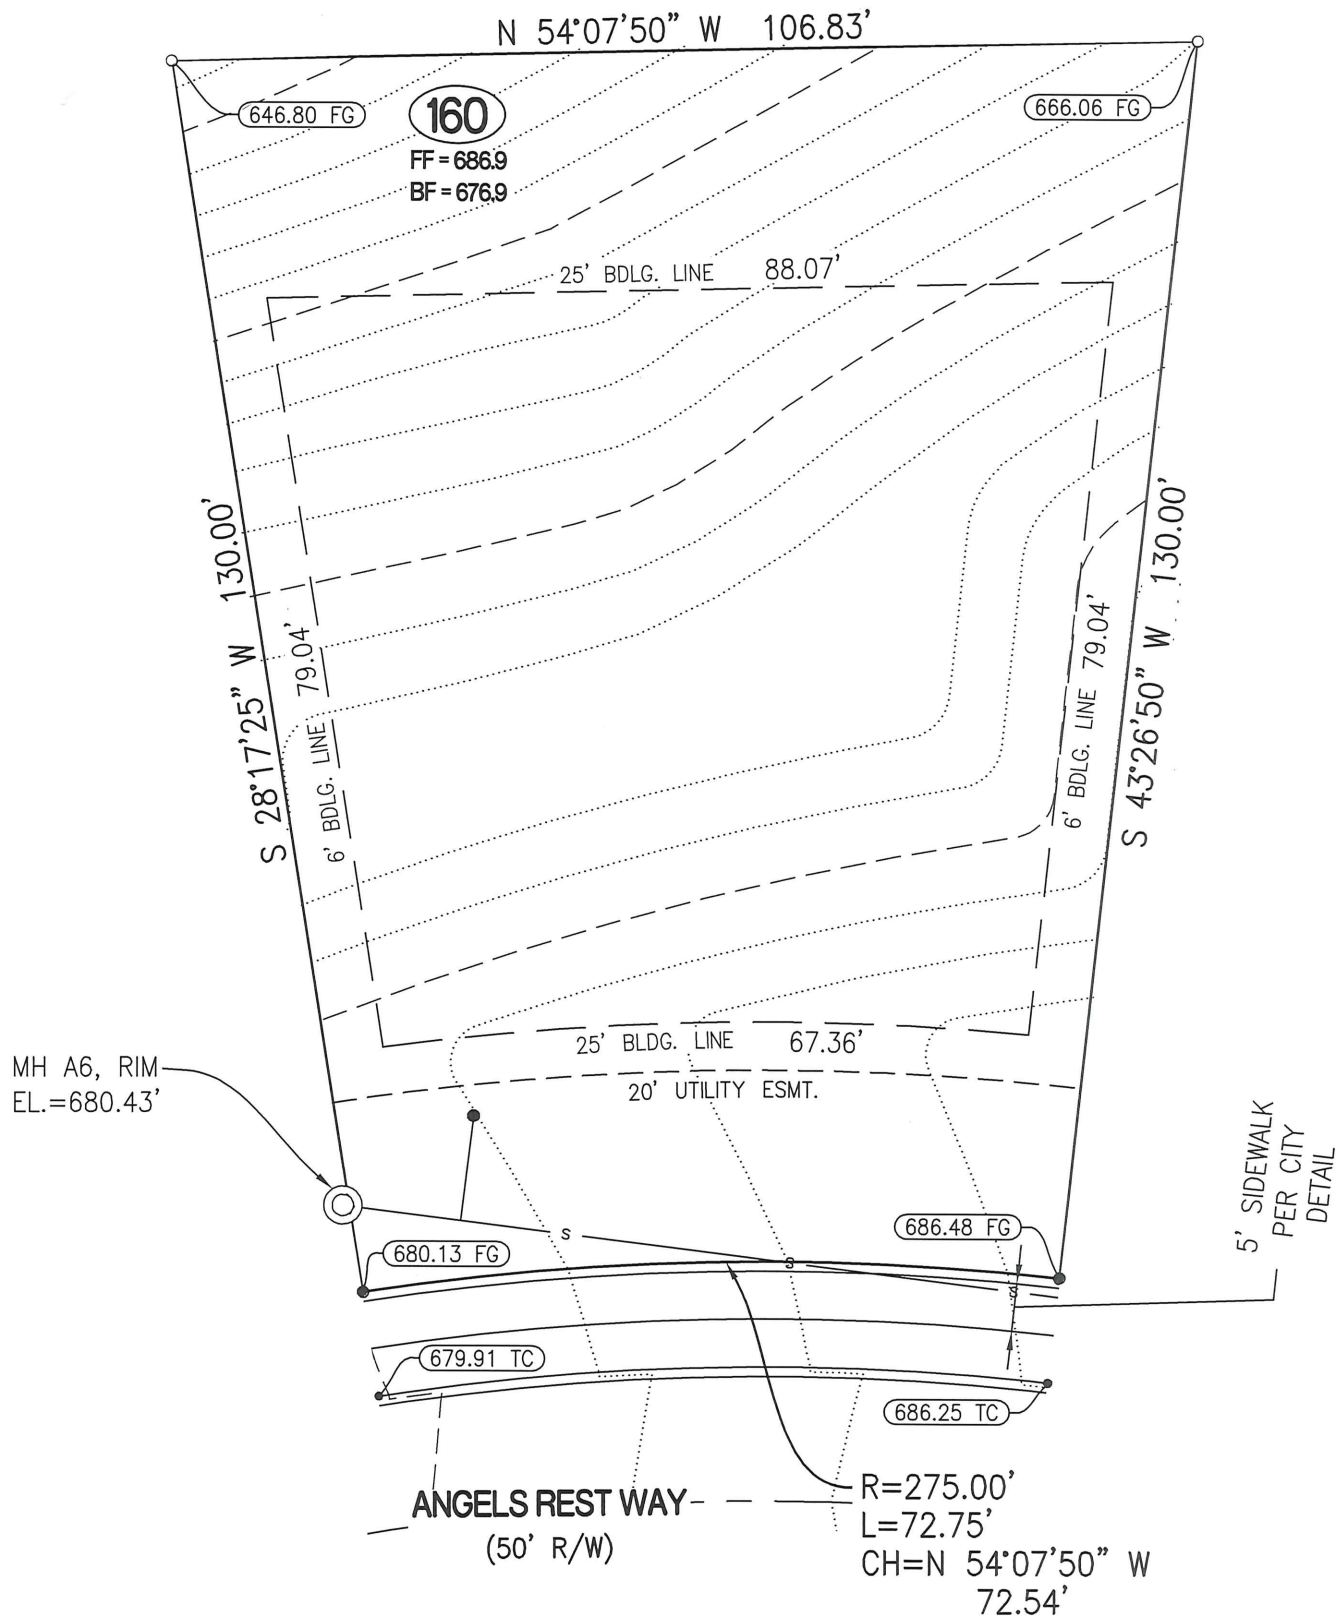 N 54°07'50" W 106.83'
646.80 FG
160
FF = 686.9
BF = 676.9
666.06 FG
25' BDLG. LINE 88.07'
S 28°17'25" W 130.00'
6' BDLG. LINE 79.04'
6' BDLG. LINE 79.04'
S 43°26'50" W 130.00'
25' BLDG. LINE 67.36'
20' UTILITY ESMT.
MH A6, RIM
EL.=680.43'
5' SIDEWALK
PER CITY
DETAIL
S
S
S
680.13 FG
686.48 FG
679.91 TC
686.25 TC
ANGELS REST WAY
(50' R/W)
R=275.00'
L=72.75'
CH=N 54°07'50" W
72.54'